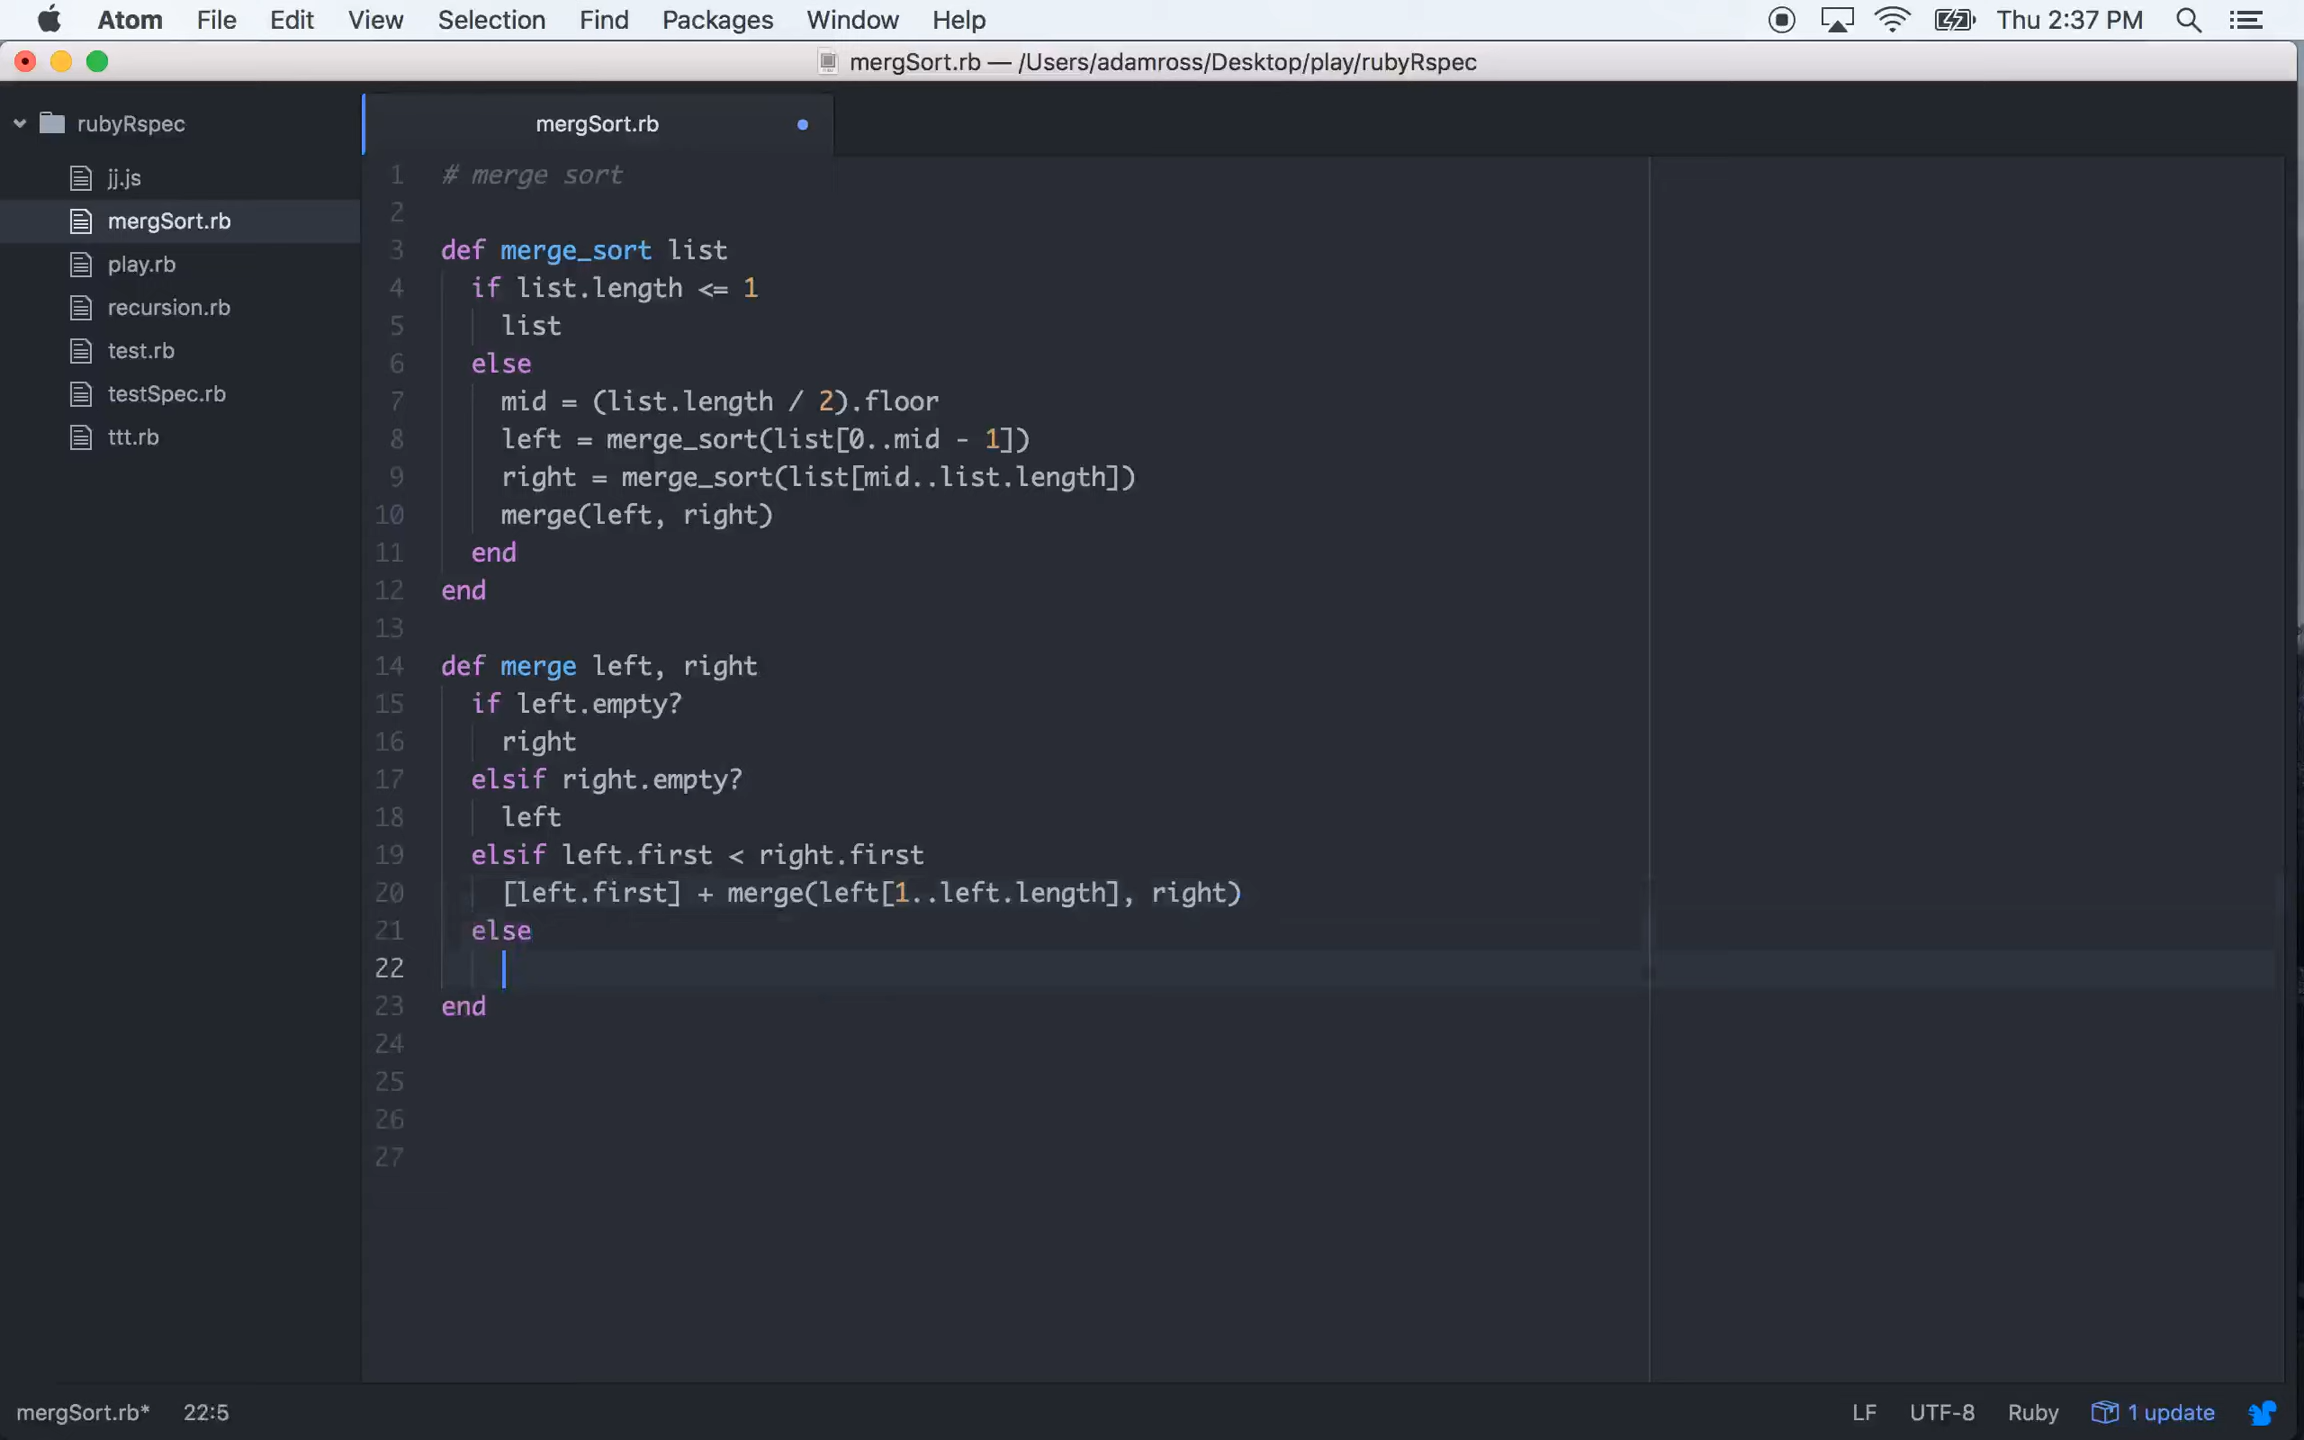 Atom File Edit View Selection Find Packages Window Help Thu 2:37 PM
mergSort.rb — /Users/adamross/Desktop/play/rubyRspec
rubyRspec
jj.js
mergSort.rb
play.rb
recursion.rb
test.rb
testSpec.rb
ttt.rb
mergSort.rb
1 # merge sort
2
3 def merge_sort list
4 if list.length <= 1
5 list
6 else
7 mid = (list.length / 2).floor
8 left = merge_sort(list[0..mid - 1])
9 right = merge_sort(list[mid..list.length])
10 merge(left, right)
11 end
12 end
13
14 def merge left, right
15 if left.empty?
16 right
17 elsif right.empty?
18 left
19 elsif left.first < right.first
20 [left.first] + merge(left[1..left.length], right)
21 else
22
23 end
24
25
26
27
mergSort.rb* 22:5 LF UTF-8 Ruby 1 update